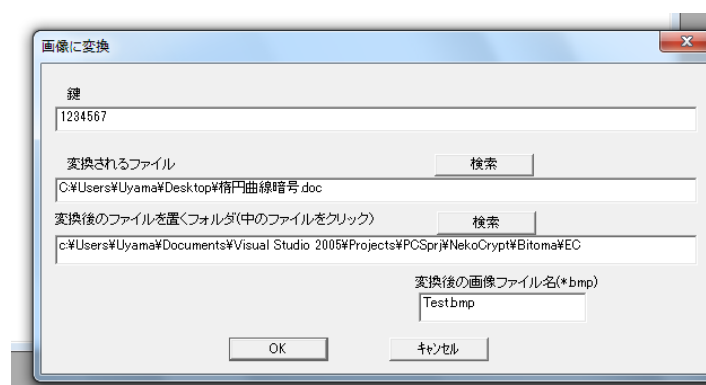 画像に変換
鍵
1234567
変換されるファイル
検索
C:¥Users¥Uyama¥Desktop¥楕円曲線暗号.doc
変換後のファイルを置くフォルダ(中のファイルをクリック)
検索
c:¥Users¥Uyama¥Documents¥Visual Studio 2005¥Projects¥PCSprj¥NekoCrypt¥Bitoma¥EC
変換後の画像ファイル名(*.bmp)
Test.bmp
OK
キャンセル